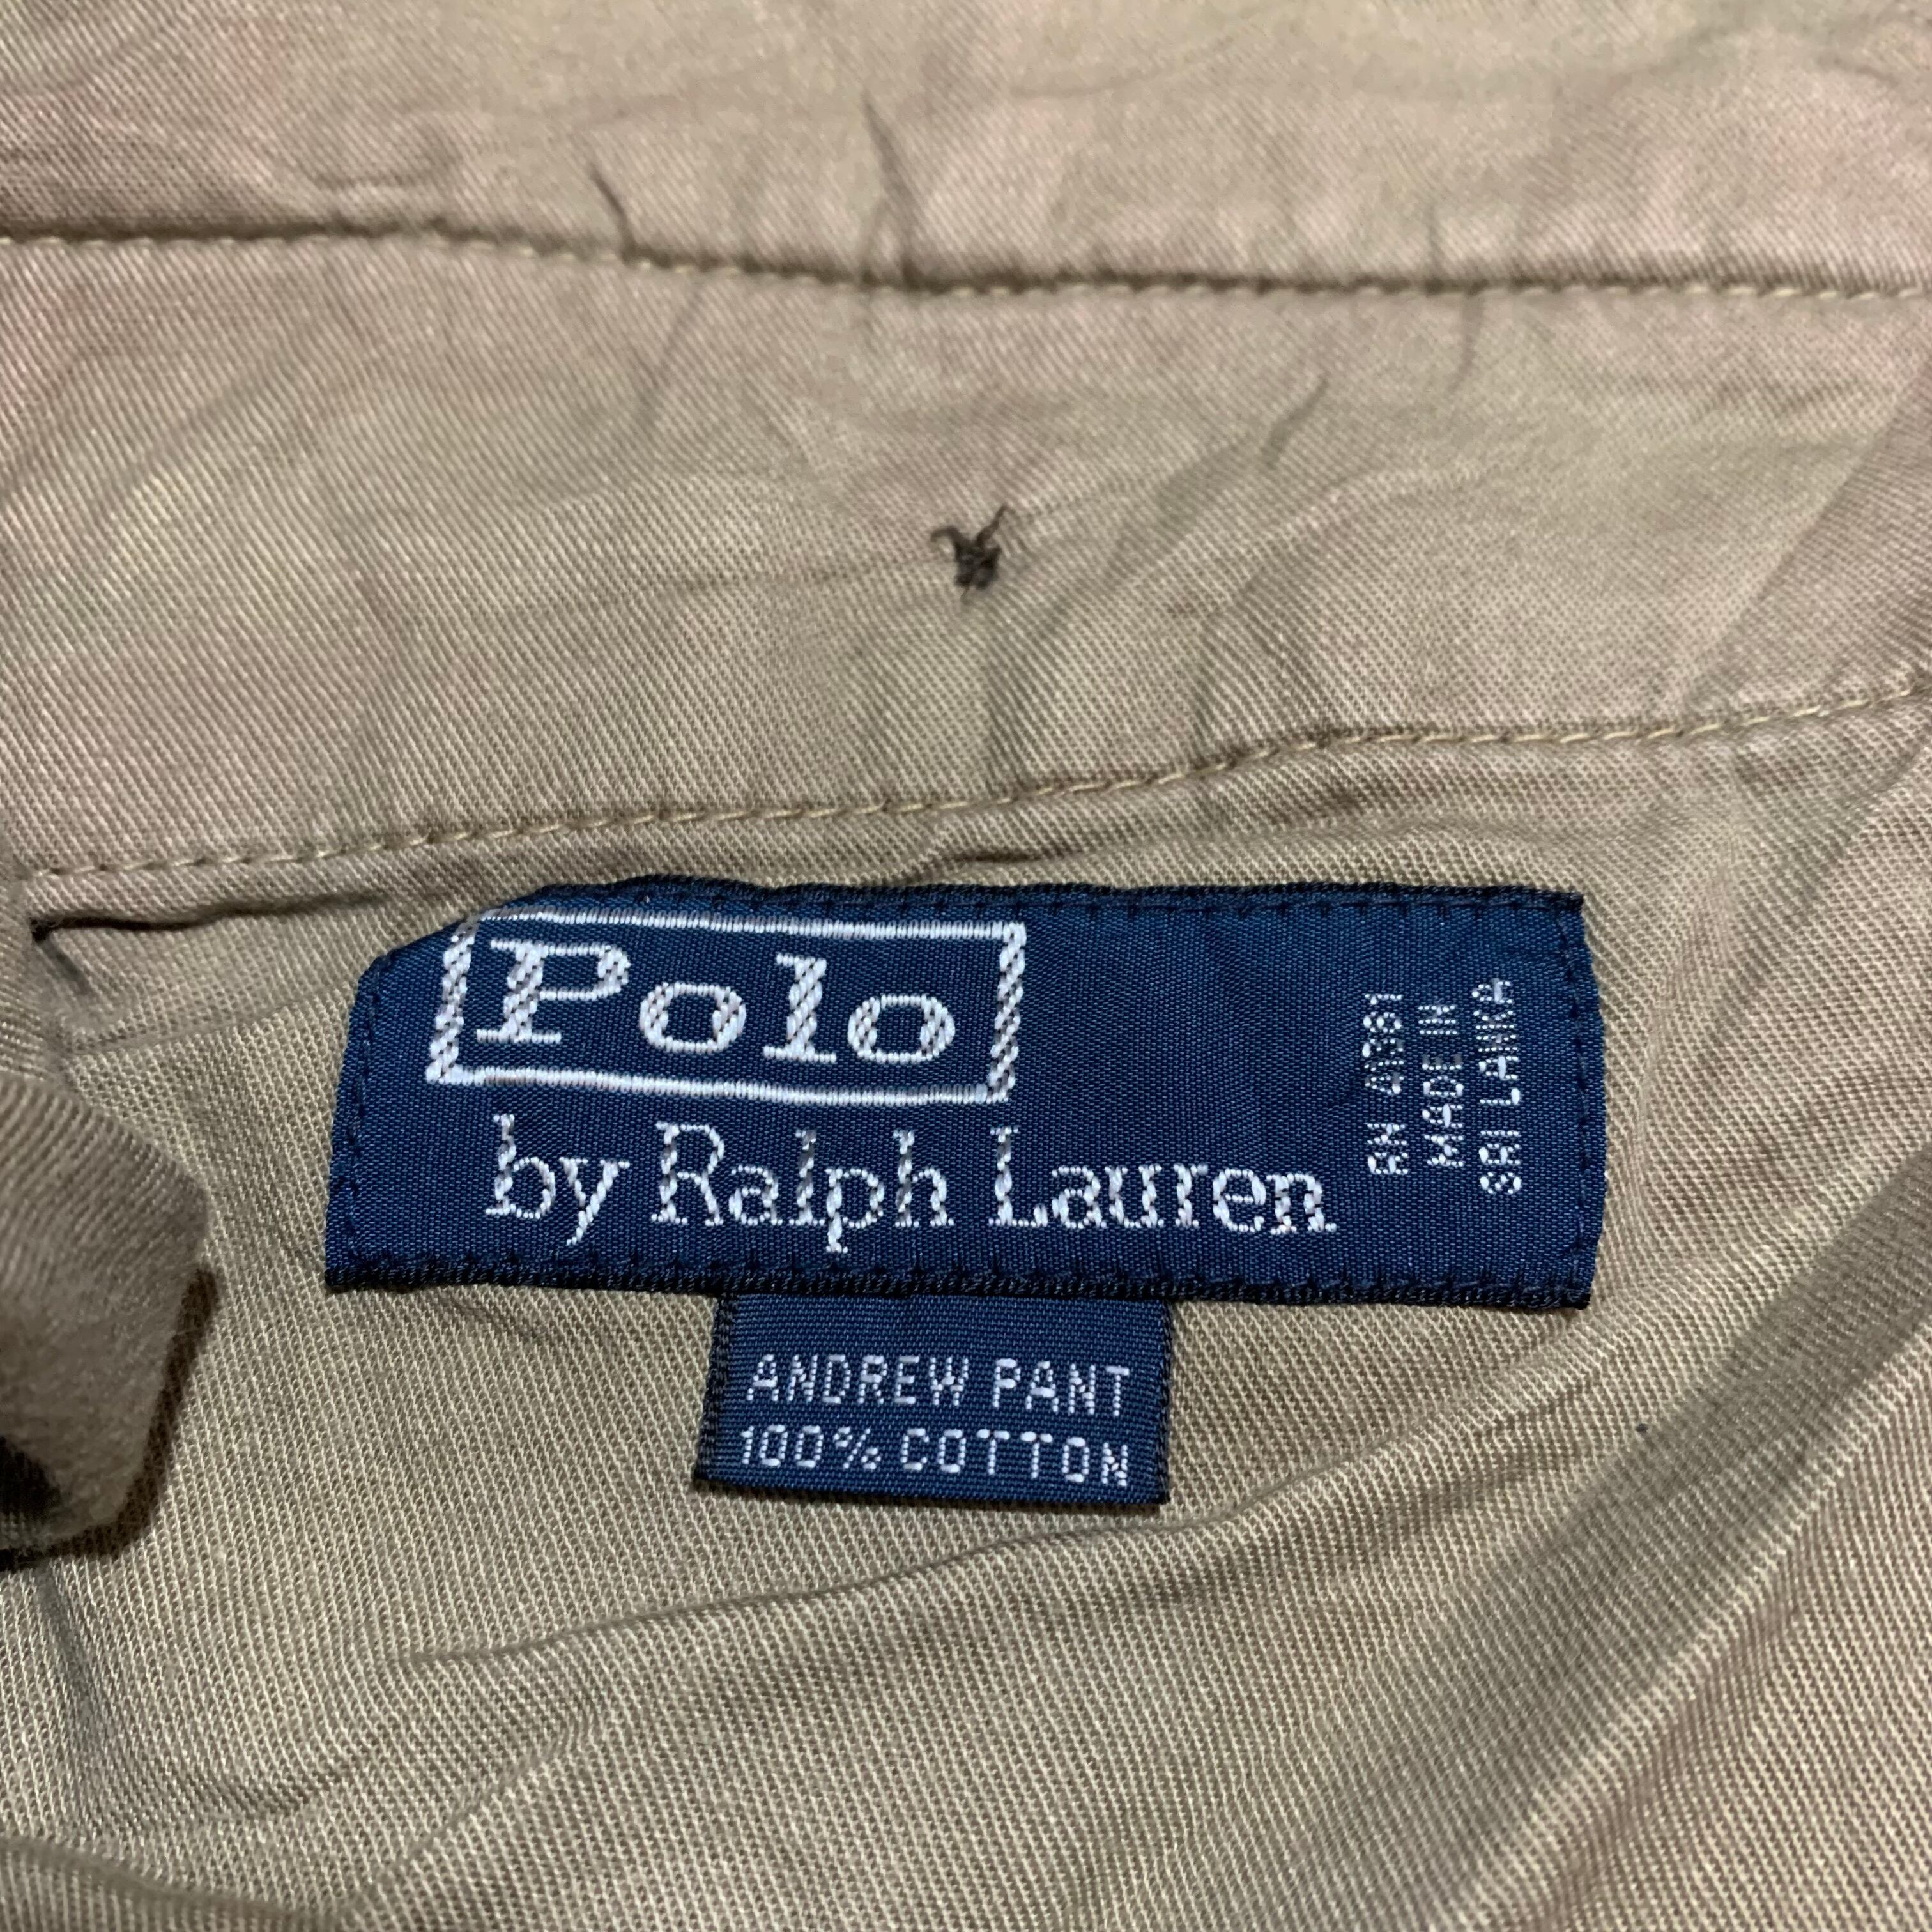 Polo
by Ralph Lauren
RN 41381
MADE IN
SRI LANKA
ANDREW PANT
100% COTTON